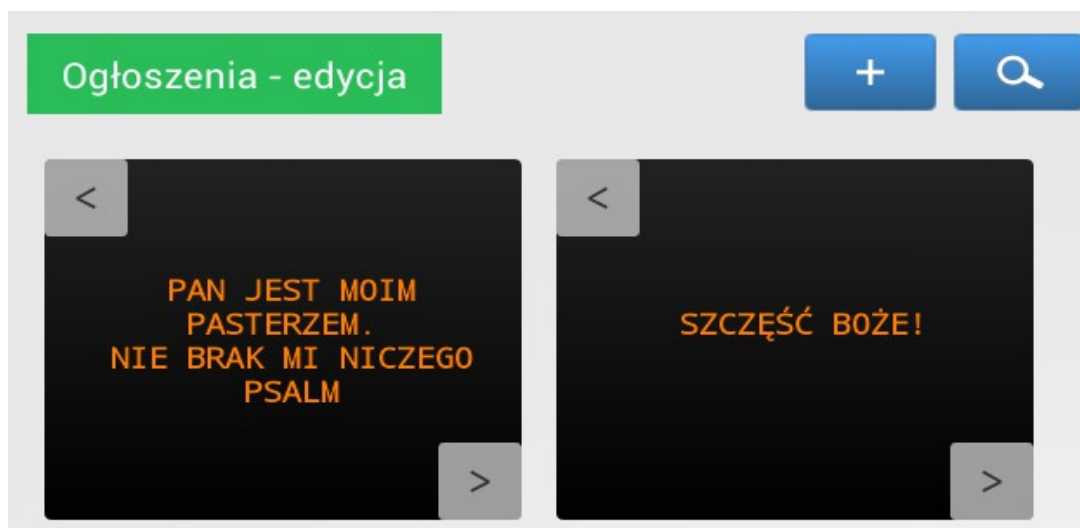 Ogłoszenia - edycja
+
<
PAN JEST MOIM
PASTERZEM.
NIE BRAK MI NICZEGO
PSALM
>
<
SZCZĘŚĆ BOŻE!
>